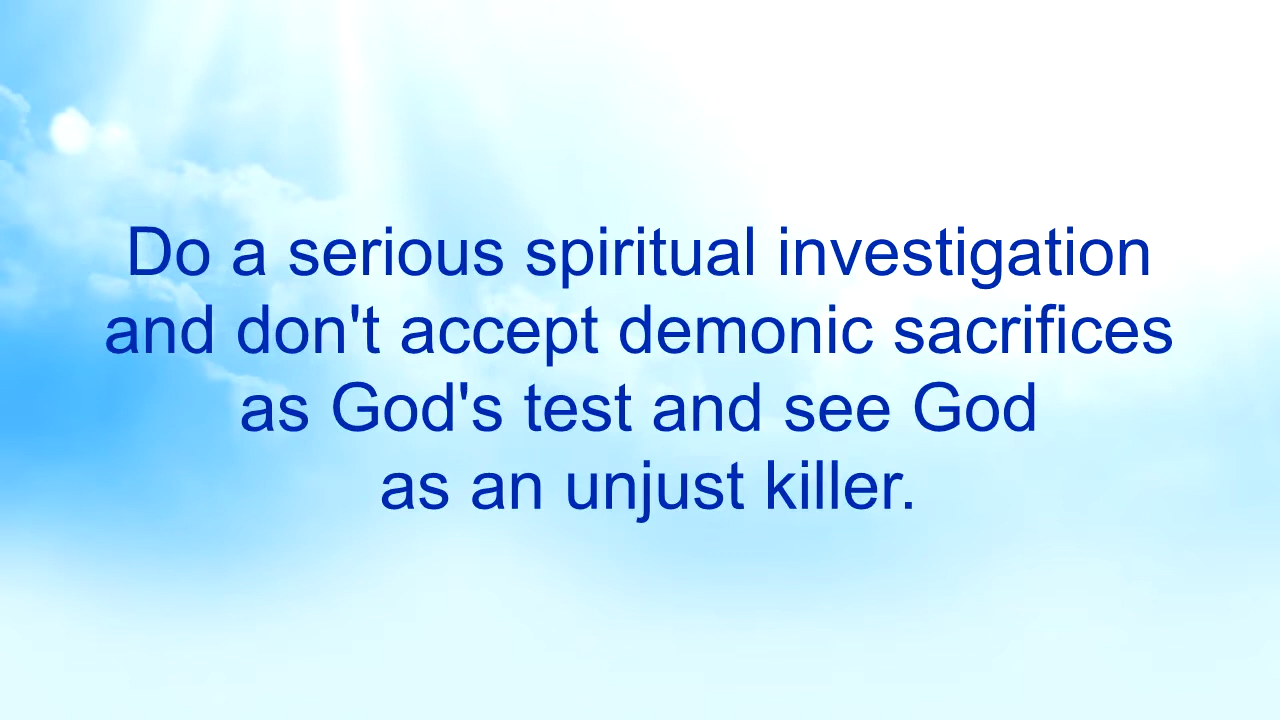 Do a serious spiritual investigation
and don't accept demonic sacrifices
as God's test and see God
as an unjust killer.